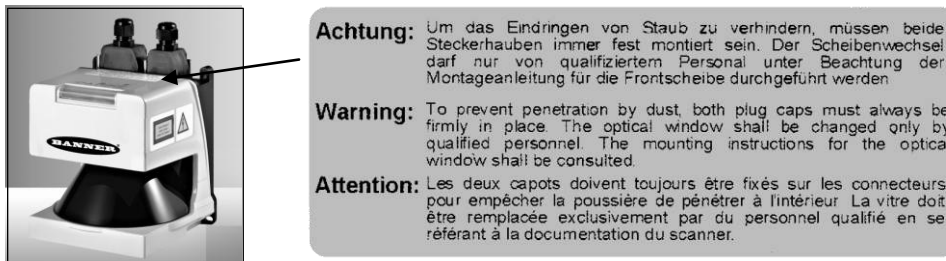 BANNER
Achtung: Um das Eindringen von Staub zu verhindern, müssen beide
Steckerhauben immer fest montiert sein. Der Scheibenwechsel
darf nur von qualifiziertem Personal unter Beachtung der
Montageanleitung für die Frontscheibe durchgeführt werden
Warning: To prevent penetration by dust, both plug caps must always be
firmly in place. The optical window shall be changed only by
qualified personnel. The mounting instructions for the optical
window shall be consulted.
Attention: Les deux capots doivent toujours être fixés sur les connecteurs
pour empêcher la poussière de pénétrer à l'intérieur La vitre doit
être remplacée exclusivement par du personnel qualifié en se
référant à la documentation du scanner.